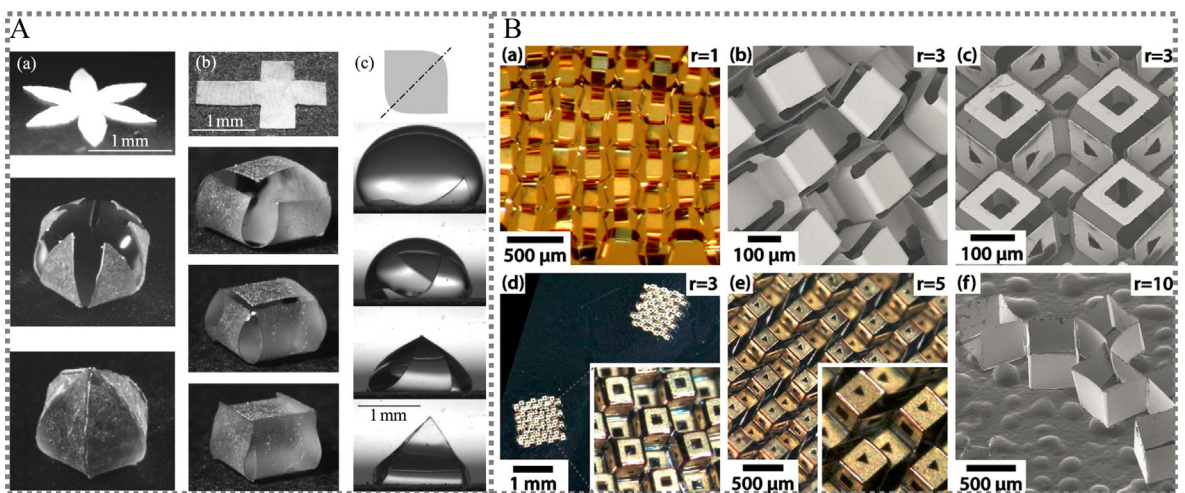 A
(a)
1 mm
(b)
1 mm
(c)
1 mm
B
(a)
r=1
500 μm
(b)
r=3
100 μm
(c)
r=3
100 μm
(d)
r=3
1 mm
(e)
r=5
500 μm
(f)
r=10
500 μm